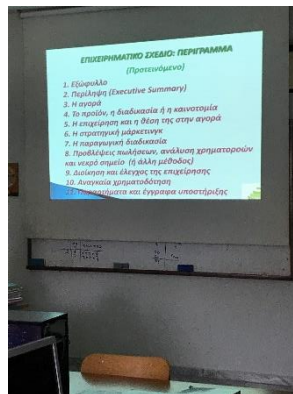 ΕΠΙΧΕΙΡΗΜΑΤΙΚΟ ΣΧΕΔΙΟ: ΠΕΡΙΓΡΑΜΜΑ
(Προτεινόμενο)
1. Εξώφυλλο
2. Περίληψη (Executive Summary)
3. Η αγορά
4. Το προϊόν, η διαδικασία ή η καινοτομία
5. Η επιχείρηση και η θέση της στην αγορά
6. Η στρατηγική μάρκετινγκ
7. Η παραγωγική διαδικασία
8. Προβλέψεις πωλήσεων, ανάλυση χρηματοροών
και νεκρό σημείο (ή άλλη μέθοδος)
9. Διοίκηση και έλεγχος της επιχείρησης
10. Αναγκαία χρηματοδότηση
και έγγραφα υποστήριξης